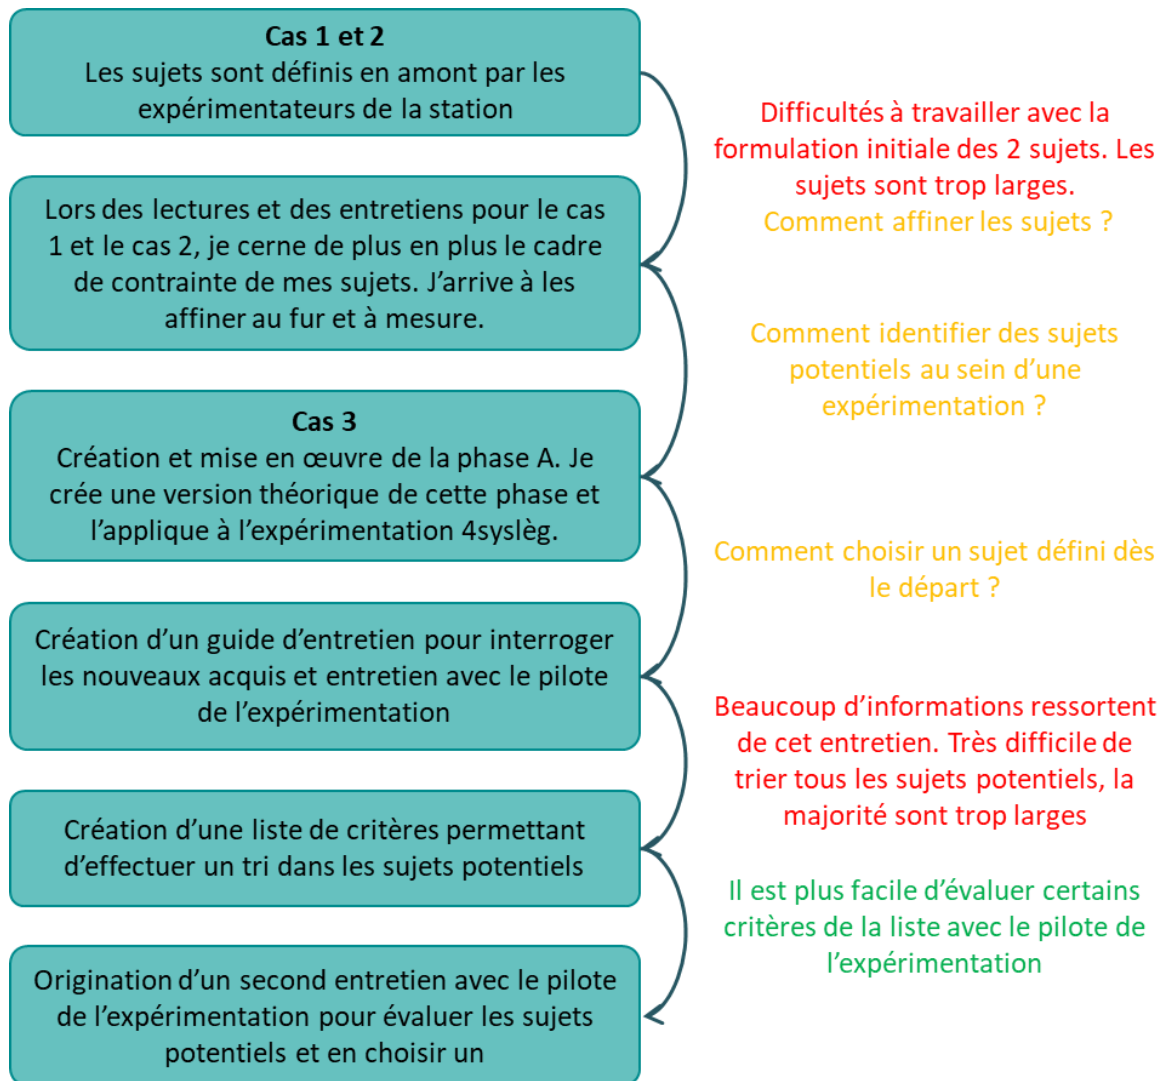 Cas 1 et 2
Les sujets sont définis en amont par les
expérimentateurs de la station
Difficultés à travailler avec la
formulation initiale des 2 sujets. Les
sujets sont trop larges.
Comment affiner les sujets ?
Lors des lectures et des entretiens pour le cas
1 et le cas 2, je cerne de plus en plus le cadre
de contrainte de mes sujets. J’arrive à les
affiner au fur et à mesure.
Comment identifier des sujets
potentiels au sein d’une
expérimentation ?
Cas 3
Création et mise en œuvre de la phase A. Je
crée une version théorique de cette phase et
l’applique à l’expérimentation 4syslèg.
Comment choisir un sujet défini dès
le départ ?
Création d’un guide d’entretien pour interroger
les nouveaux acquis et entretien avec le pilote
de l’expérimentation
Beaucoup d’informations ressortent
de cet entretien. Très difficile de
trier tous les sujets potentiels, la
majorité sont trop larges
Création d’une liste de critères permettant
d’effectuer un tri dans les sujets potentiels
Il est plus facile d’évaluer certains
critères de la liste avec le pilote de
l’expérimentation
Origination d’un second entretien avec le pilote
de l’expérimentation pour évaluer les sujets
potentiels et en choisir un